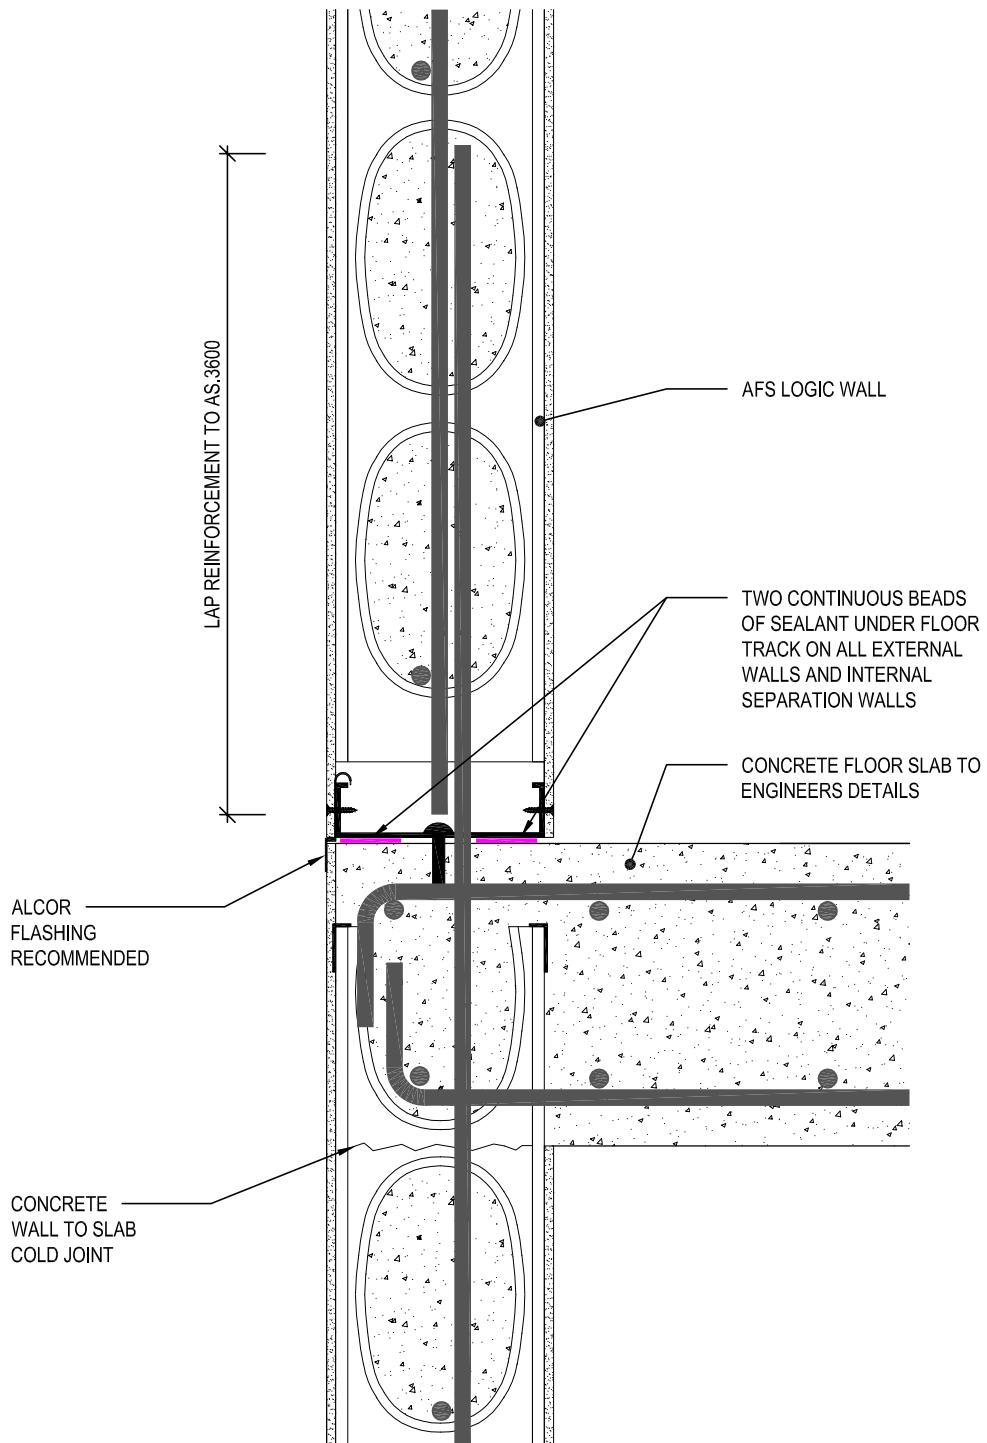 LAP REINFORCEMENT TO AS.3600
AFS LOGIC WALL
TWO CONTINUOUS BEADS
OF SEALANT UNDER FLOOR
TRACK ON ALL EXTERNAL
WALLS AND INTERNAL
SEPARATION WALLS
CONCRETE FLOOR SLAB TO
ENGINEERS DETAILS
ALCOR
FLASHING
RECOMMENDED
CONCRETE
WALL TO SLAB
COLD JOINT